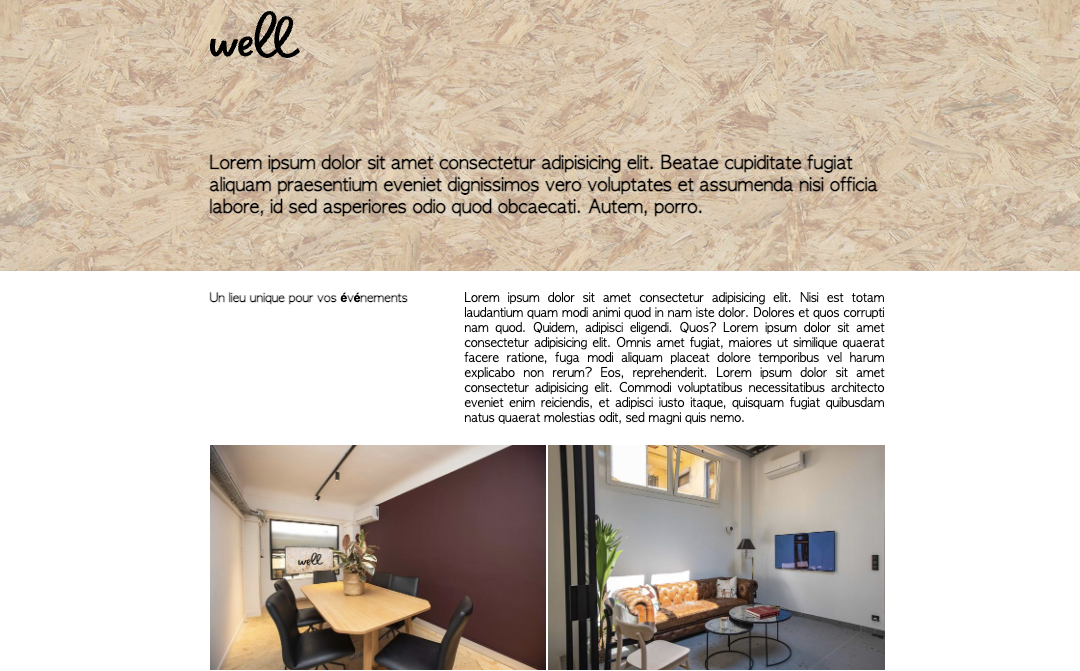 well
Lorem ipsum dolor sit amet consectetur adipisicing elit. Beatae cupiditate fugiat
aliquam praesentium eveniet dignissimos vero voluptates et assumenda nisi officia
labore, id sed asperiores odio quod obcaecati. Autem, porro.
Un lieu unique pour vos événements
Lorem ipsum dolor sit amet consectetur adipisicing elit. Nisi est totam
laudantium quam modi animi quod in nam iste dolor. Dolores et quos corrupti
nam quod. Quidem, adipisci eligendi. Quos? Lorem ipsum dolor sit amet
consectetur adipisicing elit. Omnis amet fugiat, maiores ut similique quaerat
facere ratione, fuga modi aliquam placeat dolore temporibus vel harum
explicabo non rerum? Eos, reprehenderit. Lorem ipsum dolor sit amet
consectetur adipisicing elit. Commodi voluptatibus necessitatibus architecto
eveniet enim reiciendis, et adipisci iusto itaque, quisquam fugiat quibusdam
natus quaerat molestias odit, sed magni quis nemo.
well